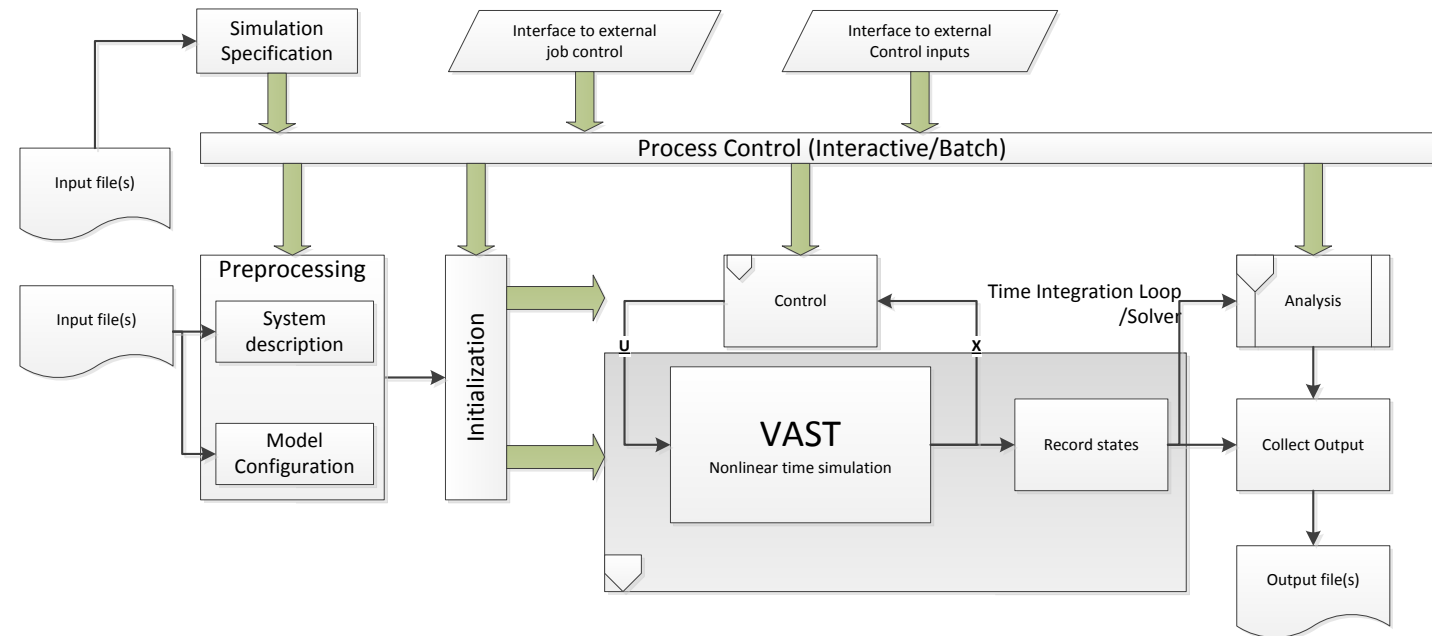 Simulation
Specification
Interface to external
job control
Interface to external
Control inputs
Process Control (Interactive/Batch)
Input file(s)
Input file(s)
Preprocessing
System
description
Model
Configuration
Initialization
Control
Time Integration Loop
/Solver
U
X
VAST
Nonlinear time simulation
Record states
Analysis
Collect Output
Output file(s)